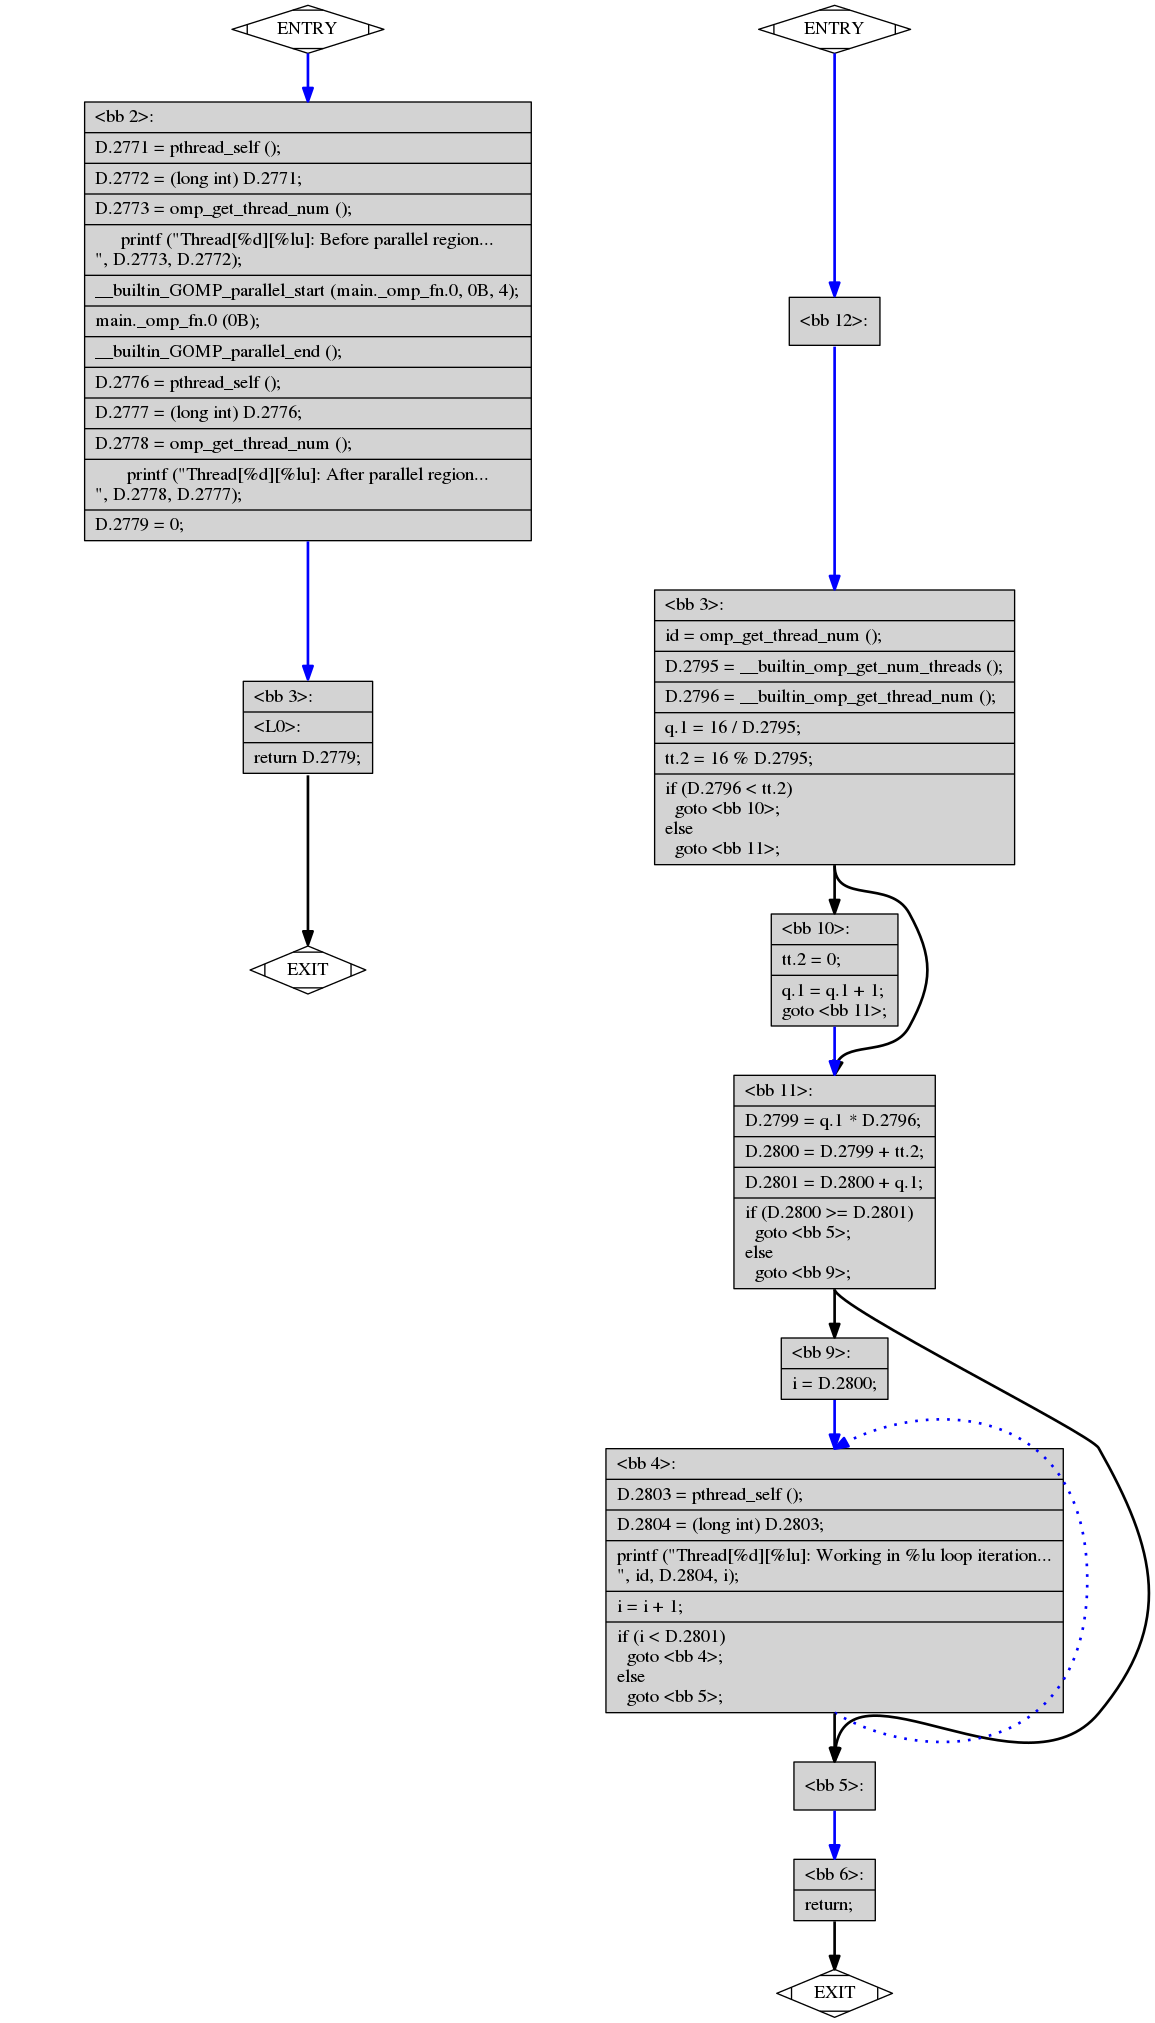 ENTRY
<bb 2>:
D.2771 = pthread_self ();
D.2772 = (long int) D.2771;
D.2773 = omp_get_thread_num ();
printf ("Thread[%d][%lu]: Before parallel region...
", D.2773, D.2772);
__builtin_GOMP_parallel_start (main._omp_fn.0, 0B, 4);
main._omp_fn.0 (0B);
__builtin_GOMP_parallel_end ();
D.2776 = pthread_self ();
D.2777 = (long int) D.2776;
D.2778 = omp_get_thread_num ();
printf ("Thread[%d][%lu]: After parallel region...
", D.2778, D.2777);
D.2779 = 0;
<bb 3>:
<L0>:
return D.2779;
EXIT
ENTRY
<bb 12>:
<bb 3>:
id = omp_get_thread_num ();
D.2795 = __builtin_omp_get_num_threads ();
D.2796 = __builtin_omp_get_thread_num ();
q.1 = 16 / D.2795;
tt.2 = 16 % D.2795;
if (D.2796 < tt.2)
goto <bb 10>;
else
goto <bb 11>;
<bb 10>:
tt.2 = 0;
q.1 = q.1 + 1;
goto <bb 11>;
<bb 11>:
D.2799 = q.1 * D.2796;
D.2800 = D.2799 + tt.2;
D.2801 = D.2800 + q.1;
if (D.2800 >= D.2801)
goto <bb 5>;
else
goto <bb 9>;
<bb 9>:
i = D.2800;
<bb 4>:
D.2803 = pthread_self ();
D.2804 = (long int) D.2803;
printf ("Thread[%d][%lu]: Working in %lu loop iteration...
", id, D.2804, i);
i = i + 1;
if (i < D.2801)
goto <bb 4>;
else
goto <bb 5>;
<bb 5>:
<bb 6>:
return;
EXIT